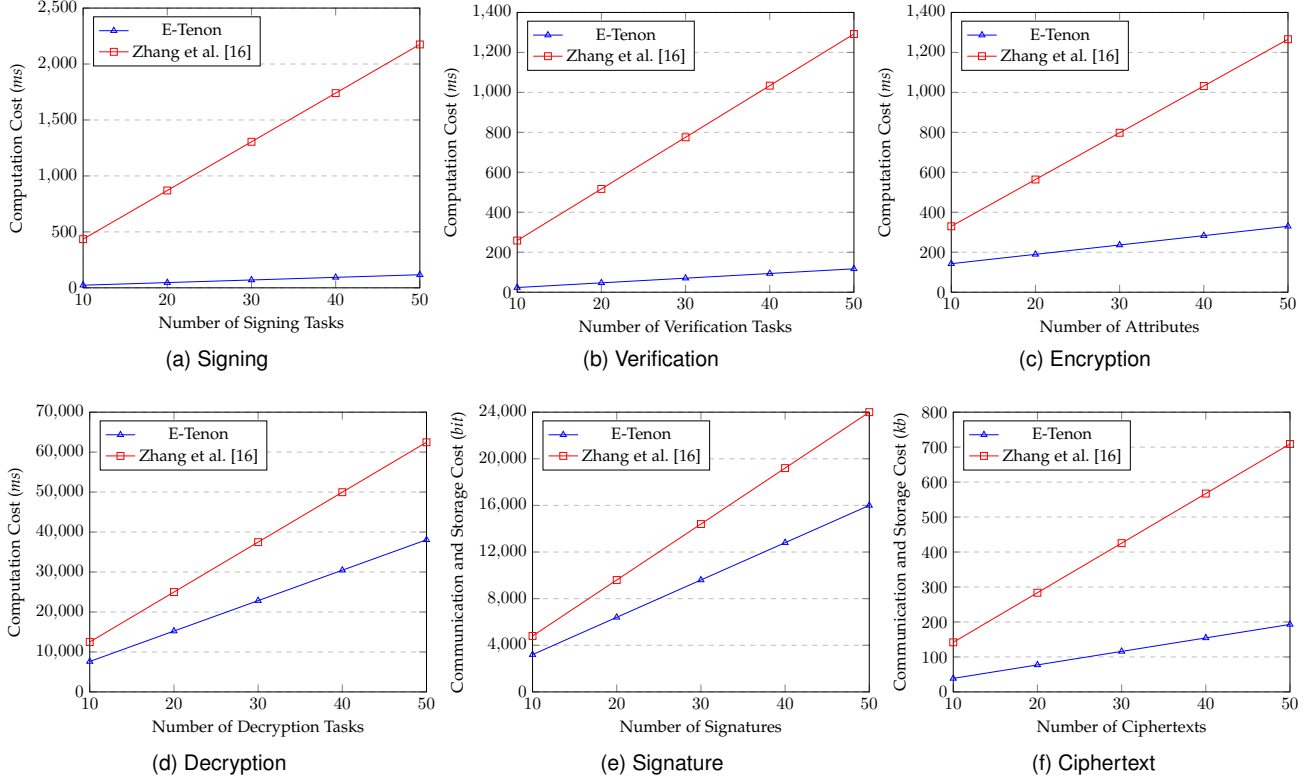 2,500
2,000
1,500
1,000
500
0
Computation Cost (ms)
E-Tenon
Zhang et al. [16]
10 20 30 40 50
Number of Signing Tasks
(a) Signing
1,400
1,200
1,000
800
600
400
200
0
Computation Cost (ms)
E-Tenon
Zhang et al. [16]
10 20 30 40 50
Number of Verification Tasks
(b) Verification
1,400
1,200
1,000
800
600
400
200
0
Computation Cost (ms)
E-Tenon
Zhang et al. [16]
10 20 30 40 50
Number of Attributes
(c) Encryption
70,000
60,000
50,000
40,000
30,000
20,000
10,000
0
Computation Cost (ms)
E-Tenon
Zhang et al. [16]
10 20 30 40 50
Number of Decryption Tasks
(d) Decryption
24,000
20,000
16,000
12,000
8,000
4,000
0
Communication and Storage Cost (bit)
E-Tenon
Zhang et al. [16]
10 20 30 40 50
Number of Signatures
(e) Signature
800
700
600
500
400
300
200
100
0
Communication and Storage Cost (kb)
E-Tenon
Zhang et al. [16]
10 20 30 40 50
Number of Ciphertexts
(f) Ciphertext